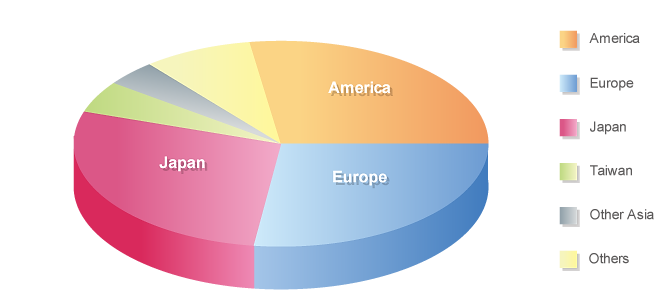 America
Japan
Europe
America
Europe
Japan
Taiwan
Other Asia
Others